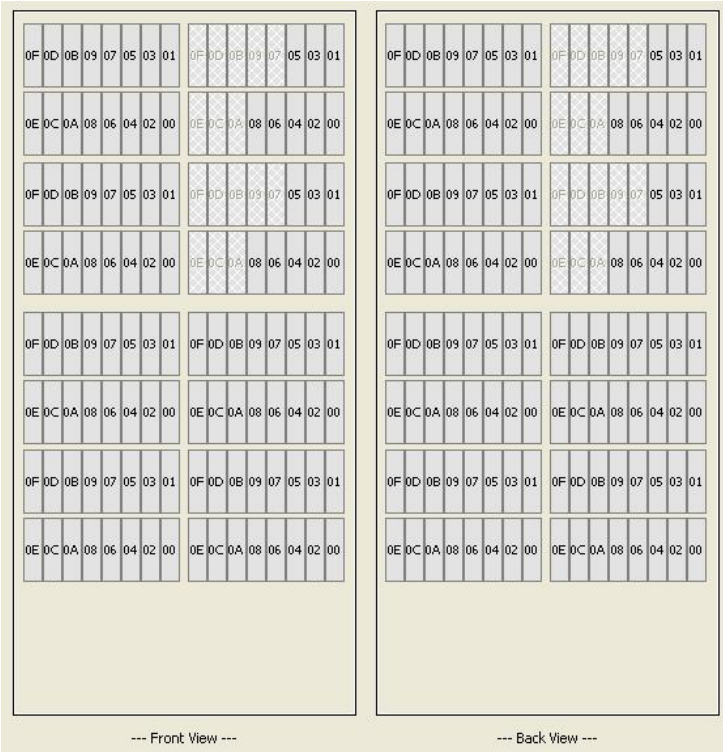 0F 0D 0B 09 07 05 03 01 0F 0D 0B 09 07 05 03 01 0F 0D 0B 09 07 05 03 01 0F 0D 0B 09 07 05 03 01
0E 0C 0A 08 06 04 02 00 0E 0C 0A 08 06 04 02 00 0E 0C 0A 08 06 04 02 00 0E 0C 0A 08 06 04 02 00
0F 0D 0B 09 07 05 03 01 0F 0D 0B 09 07 05 03 01 0F 0D 0B 09 07 05 03 01 0F 0D 0B 09 07 05 03 01
0E 0C 0A 08 06 04 02 00 0E 0C 0A 08 06 04 02 00 0E 0C 0A 08 06 04 02 00 0E 0C 0A 08 06 04 02 00
0F 0D 0B 09 07 05 03 01 0F 0D 0B 09 07 05 03 01 0F 0D 0B 09 07 05 03 01 0F 0D 0B 09 07 05 03 01
0E 0C 0A 08 06 04 02 00 0E 0C 0A 08 06 04 02 00 0E 0C 0A 08 06 04 02 00 0E 0C 0A 08 06 04 02 00
0F 0D 0B 09 07 05 03 01 0F 0D 0B 09 07 05 03 01 0F 0D 0B 09 07 05 03 01 0F 0D 0B 09 07 05 03 01
0E 0C 0A 08 06 04 02 00 0E 0C 0A 08 06 04 02 00 0E 0C 0A 08 06 04 02 00 0E 0C 0A 08 06 04 02 00
--- Front View --- --- Back View ---